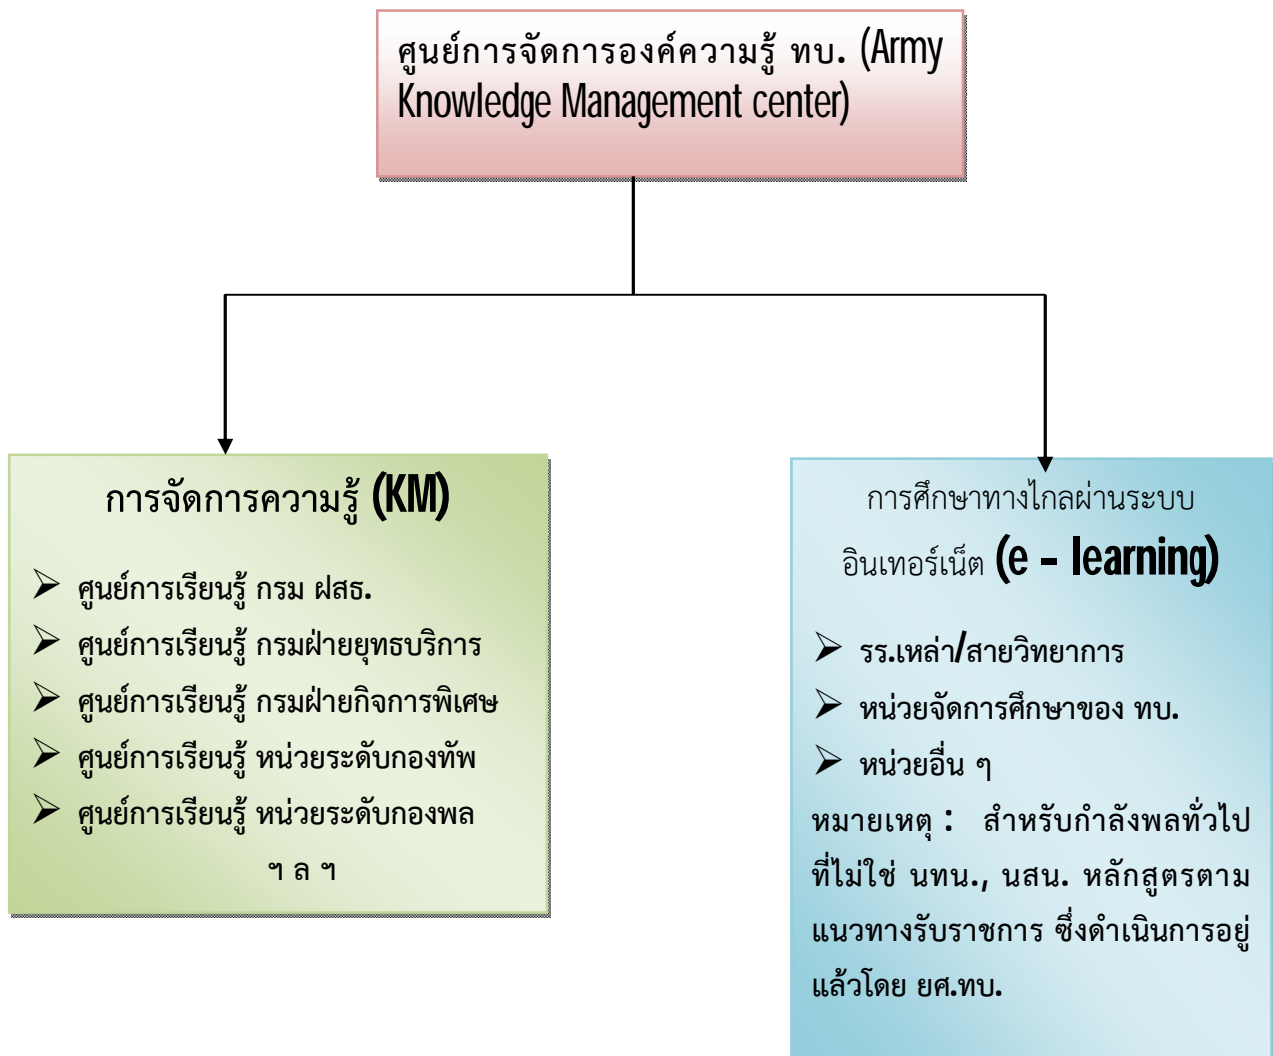 ศูนย์การจัดการองค์ความรู้ ทบ. (Army
Knowledge Management center)
การจัดการความรู้ (KM)
➢ ศูนย์การเรียนรู้ กรม ฝสธ.
➢ ศูนย์การเรียนรู้ กรมฝ่ายยุทธบริการ
➢ ศูนย์การเรียนรู้ กรมฝ่ายกิจการพิเศษ
➢ ศูนย์การเรียนรู้ หน่วยระดับกองทัพ
➢ ศูนย์การเรียนรู้ หน่วยระดับกองพล
ฯ ล ฯ
การศึกษาทางไกลผ่านระบบ
อินเทอร์เน็ต (e – learning)
➢ รร.เหล่า/สายวิทยาการ
➢ หน่วยจัดการศึกษาของ ทบ.
➢ หน่วยอื่น ๆ
หมายเหตุ : สำหรับกำลังพลทั่วไป
ที่ไม่ใช่ นทน., นสน. หลักสูตรตาม
แนวทางรับราชการ ซึ่งดำเนินการอยู่
แล้วโดย ยศ.ทบ.